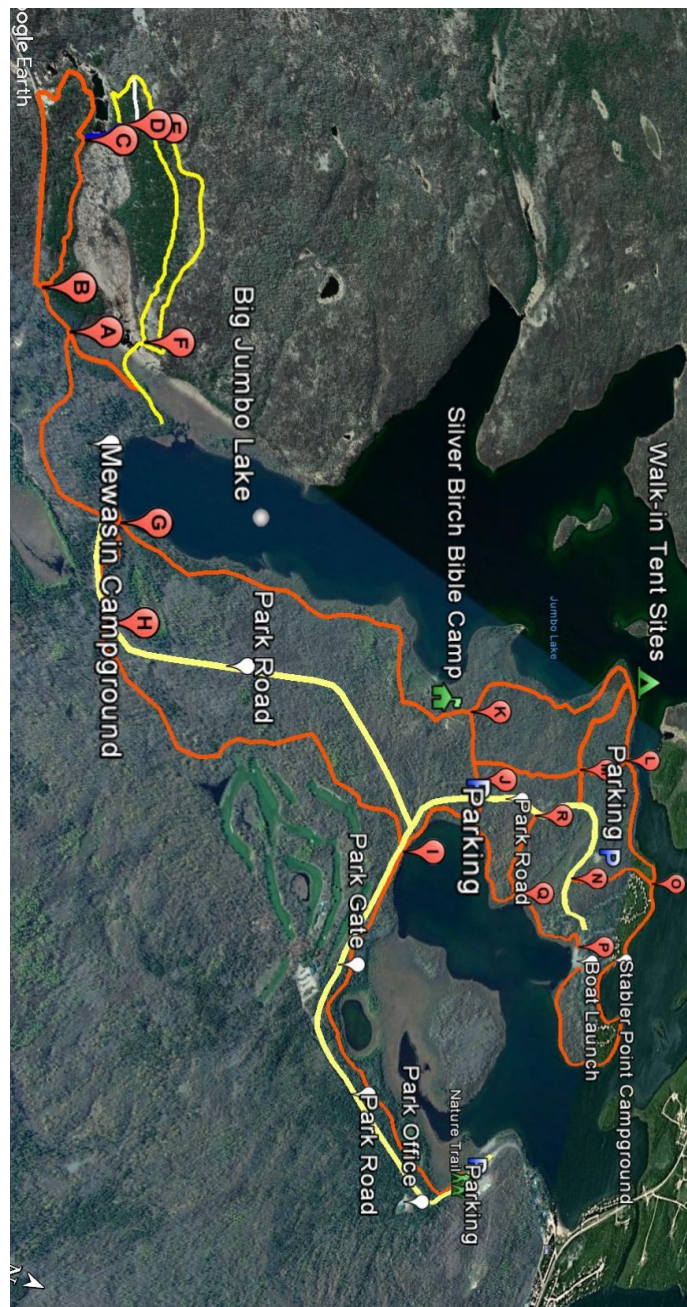 Walk-in Tent Sites
O
L
Stabler Point Campground
Parking
P
N
P
Boat Launch
Jumbo Lake
R
Q
Park Road
K
J
Parking
Parking
Silver Birch Bible Camp
Nature Trail
I
Park Office
Park Road
Park Gate
Park Road
Big Jumbo Lake
F
E
D
H
G
C
Mewasin Campground
A
B
ogle Earth